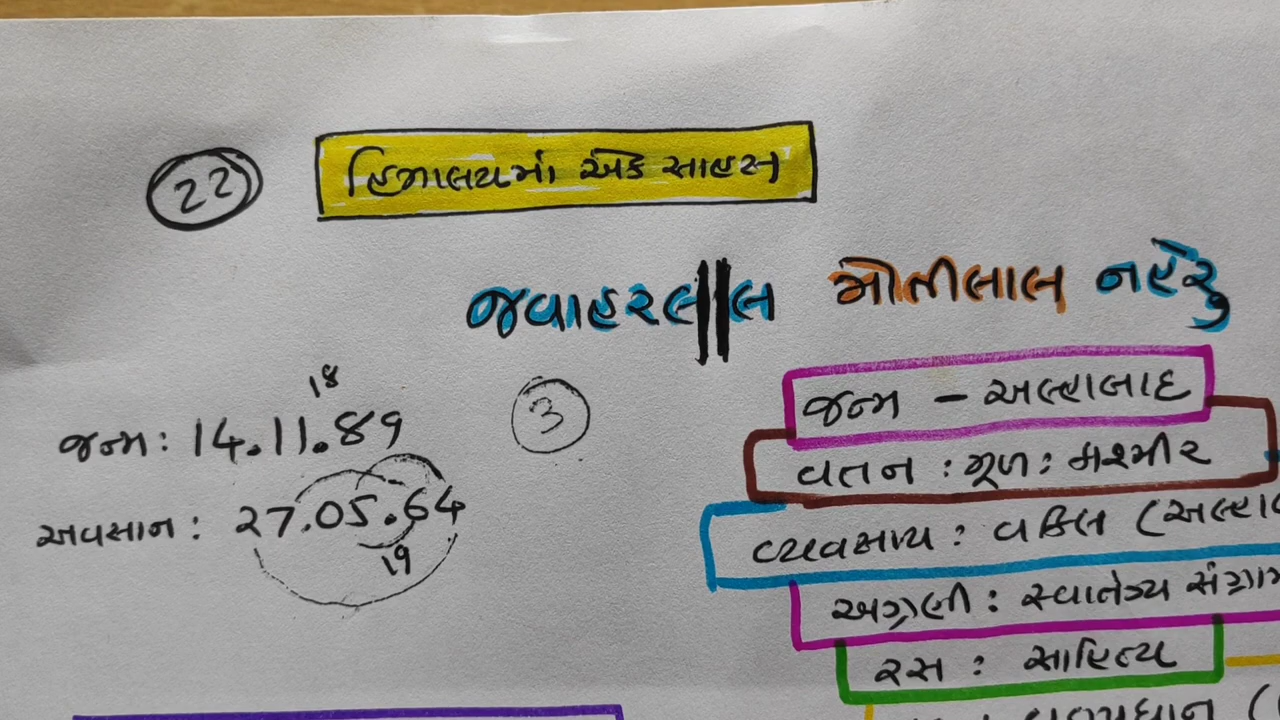 22 હિમાલયમાં એક સાહસ
જવાહરલાલ મોતીલાલ નહેરુ
18
જન્મ : 14.11.89
3
અવસાન : 27.05.64
19
જન્મ - અલ્હાબાદ
વતન : મૂળ : કાશ્મીર
વ્યવસાય : વકિલ (અલ્હા
અગ્રણી : સ્વાતંત્ર્ય સંગ્રામ
રસ : સાહિત્ય